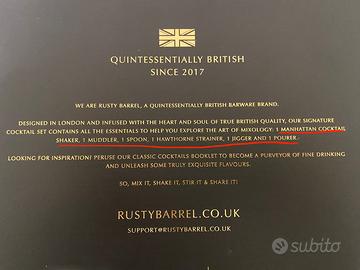 QUINTESSENTIALLY BRITISH
SINCE 2017
WE ARE RUSTY BARREL, A QUINTESSENTIALLY BRITISH BARWARE BRAND.
DESIGNED IN LONDON AND INFUSED WITH THE HEART AND SOUL OF TRUE BRITISH QUALITY, OUR SIGNATURE
COCKTAIL SET CONTAINS ALL THE ESSENTIALS TO HELP YOU EXPLORE THE ART OF MIXOLOGY: 1 MANHATTAN COCKTAIL
SHAKER, 1 MUDDLER, 1 SPOON, 1 HAWTHORNE STRAINER, 1 JIGGER AND 1 POURER.
LOOKING FOR INSPIRATION? PERUSE OUR CLASSIC COCKTAILS BOOKLET TO BECOME A PURVEYOR OF FINE DRINKING
AND UNLEASH SOME TRULY EXQUISITE FLAVOURS.
SO, MIX IT, SHAKE IT, STIR IT & SHARE IT!
RUSTYBARREL.CO.UK
SUPPORT@RUSTYBARREL.CO.UK
subito